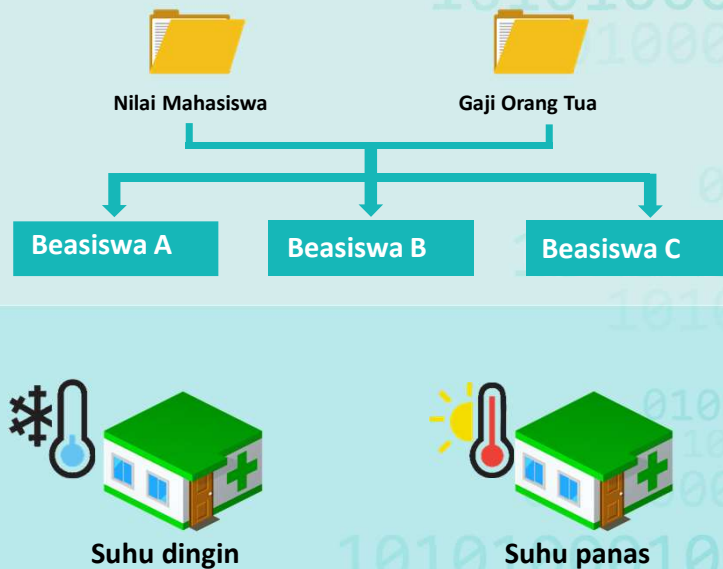 Nilai Mahasiswa
Gaji Orang Tua
Beasiswa A
Beasiswa B
Beasiswa C
Suhu dingin
Suhu panas